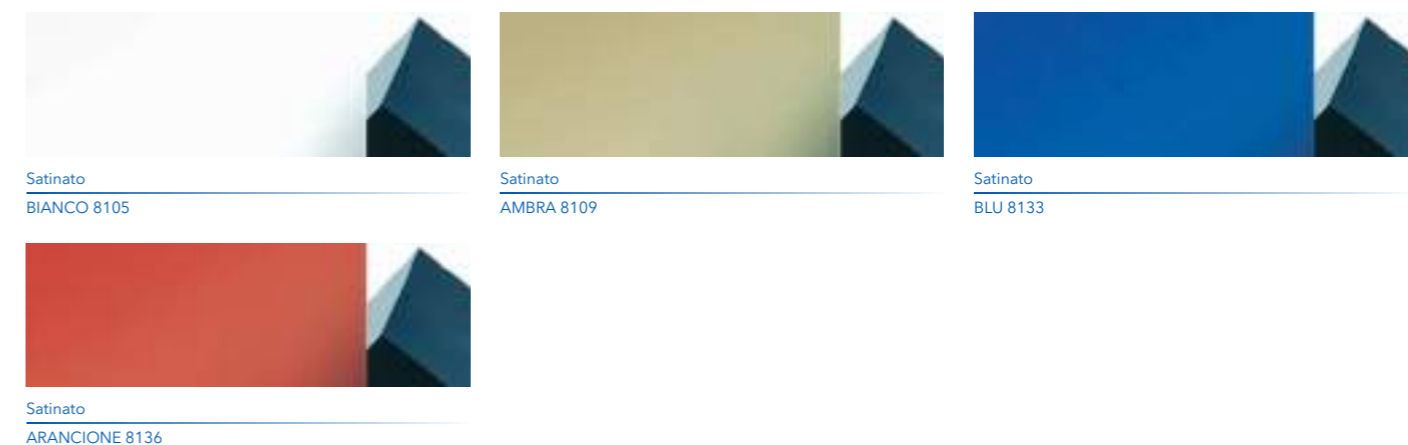 Satinato
BIANCO 8105
Satinato
AMBRA 8109
Satinato
BLU 8133
Satinato
ARANCIONE 8136